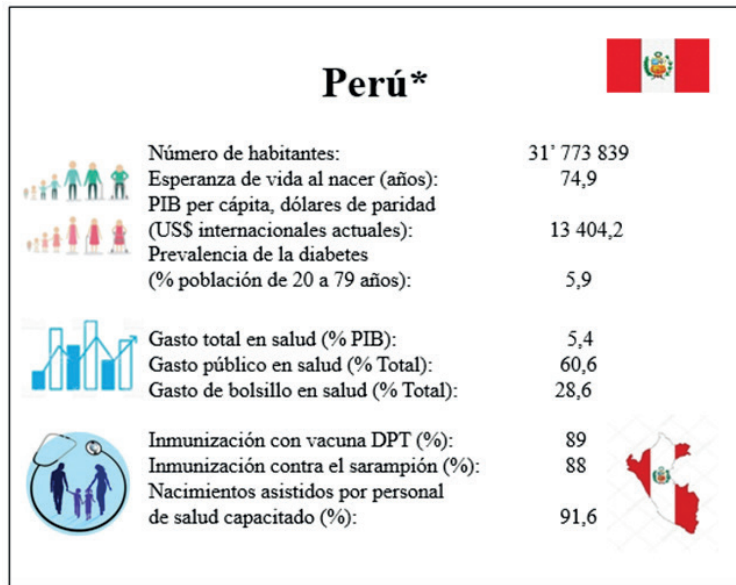 Perú*
Número de habitantes: 31' 773 839
Esperanza de vida al nacer (años): 74,9
PIB per cápita, dólares de paridad
(US$ internacionales actuales): 13 404,2
Prevalencia de la diabetes
(% población de 20 a 79 años): 5,9
Gasto total en salud (% PIB): 5,4
Gasto público en salud (% Total): 60,6
Gasto de bolsillo en salud (% Total): 28,6
Inmunización con vacuna DPT (%): 89
Inmunización contra el sarampión (%): 88
Nacimientos asistidos por personal
de salud capacitado (%): 91,6